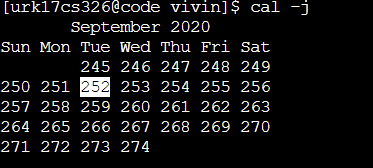 [urk17cs326@code vivin]$ cal -j
September 2020
Sun Mon Tue Wed Thu Fri Sat
245 246 247 248 249
250 251 252 253 254 255 256
257 258 259 260 261 262 263
264 265 266 267 268 269 270
271 272 273 274